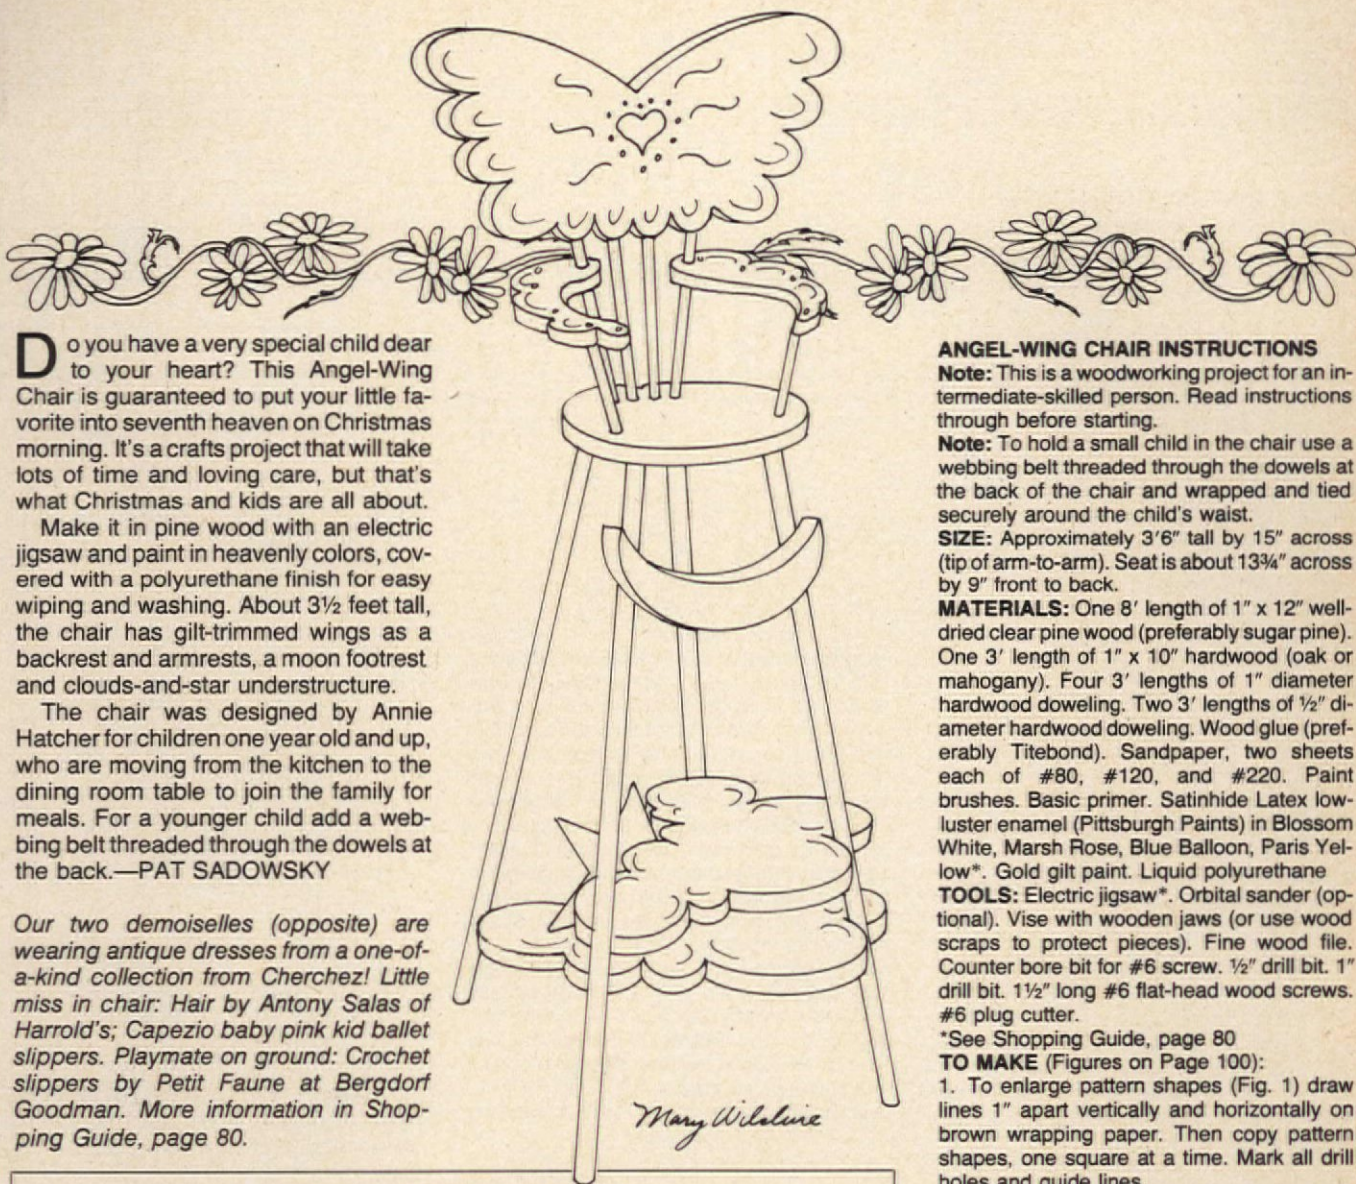 Do you have a very special child dear
to your heart? This Angel-Wing
Chair is guaranteed to put your little fa-
vorite into seventh heaven on Christmas
morning. It's a crafts project that will take
lots of time and loving care, but that's
what Christmas and kids are all about.
Make it in pine wood with an electric
jigsaw and paint in heavenly colors, cov-
ered with a polyurethane finish for easy
wiping and washing. About 3½ feet tall,
the chair has gilt-trimmed wings as a
backrest and armrests, a moon footrest
and clouds-and-star understructure.
The chair was designed by Annie
Hatcher for children one year old and up,
who are moving from the kitchen to the
dining room table to join the family for
meals. For a younger child add a web-
bing belt threaded through the dowels at
the back.—PAT SADOWSKY
Our two demoiselles (opposite) are
wearing antique dresses from a one-of-
a-kind collection from Cherchez! Little
miss in chair: Hair by Antony Salas of
Harrold's; Capezio baby pink kid ballet
slippers. Playmate on ground: Crochet
slippers by Petit Faune at Bergdorf
Goodman. More information in Shop-
ping Guide, page 80.
Mary Wilshire
ANGEL-WING CHAIR INSTRUCTIONS
Note: This is a woodworking project for an in-
termediate-skilled person. Read instructions
through before starting.
Note: To hold a small child in the chair use a
webbing belt threaded through the dowels at
the back of the chair and wrapped and tied
securely around the child's waist.
SIZE: Approximately 3'6" tall by 15" across
(tip of arm-to-arm). Seat is about 13¾" across
by 9" front to back.
MATERIALS: One 8' length of 1" x 12" well-
dried clear pine wood (preferably sugar pine).
One 3' length of 1" x 10" hardwood (oak or
mahogany). Four 3' lengths of 1" diameter
hardwood doweling. Two 3' lengths of ½" di-
ameter hardwood doweling. Wood glue (pref-
erably Titebond). Sandpaper, two sheets
each of #80, #120, and #220. Paint
brushes. Basic primer. Satinhide Latex low-
luster enamel (Pittsburgh Paints) in Blossom
White, Marsh Rose, Blue Balloon, Paris Yel-
low*. Gold gilt paint. Liquid polyurethane
TOOLS: Electric jigsaw*. Orbital sander (op-
tional). Vise with wooden jaws (or use wood
scraps to protect pieces). Fine wood file.
Counter bore bit for #6 screw. ½" drill bit. 1"
drill bit. 1½" long #6 flat-head wood screws.
#6 plug cutter.
*See Shopping Guide, page 80
TO MAKE (Figures on Page 100):
1. To enlarge pattern shapes (Fig. 1) draw
lines 1" apart vertically and horizontally on
brown wrapping paper. Then copy pattern
shapes, one square at a time. Mark all drill
holes and guide lines.